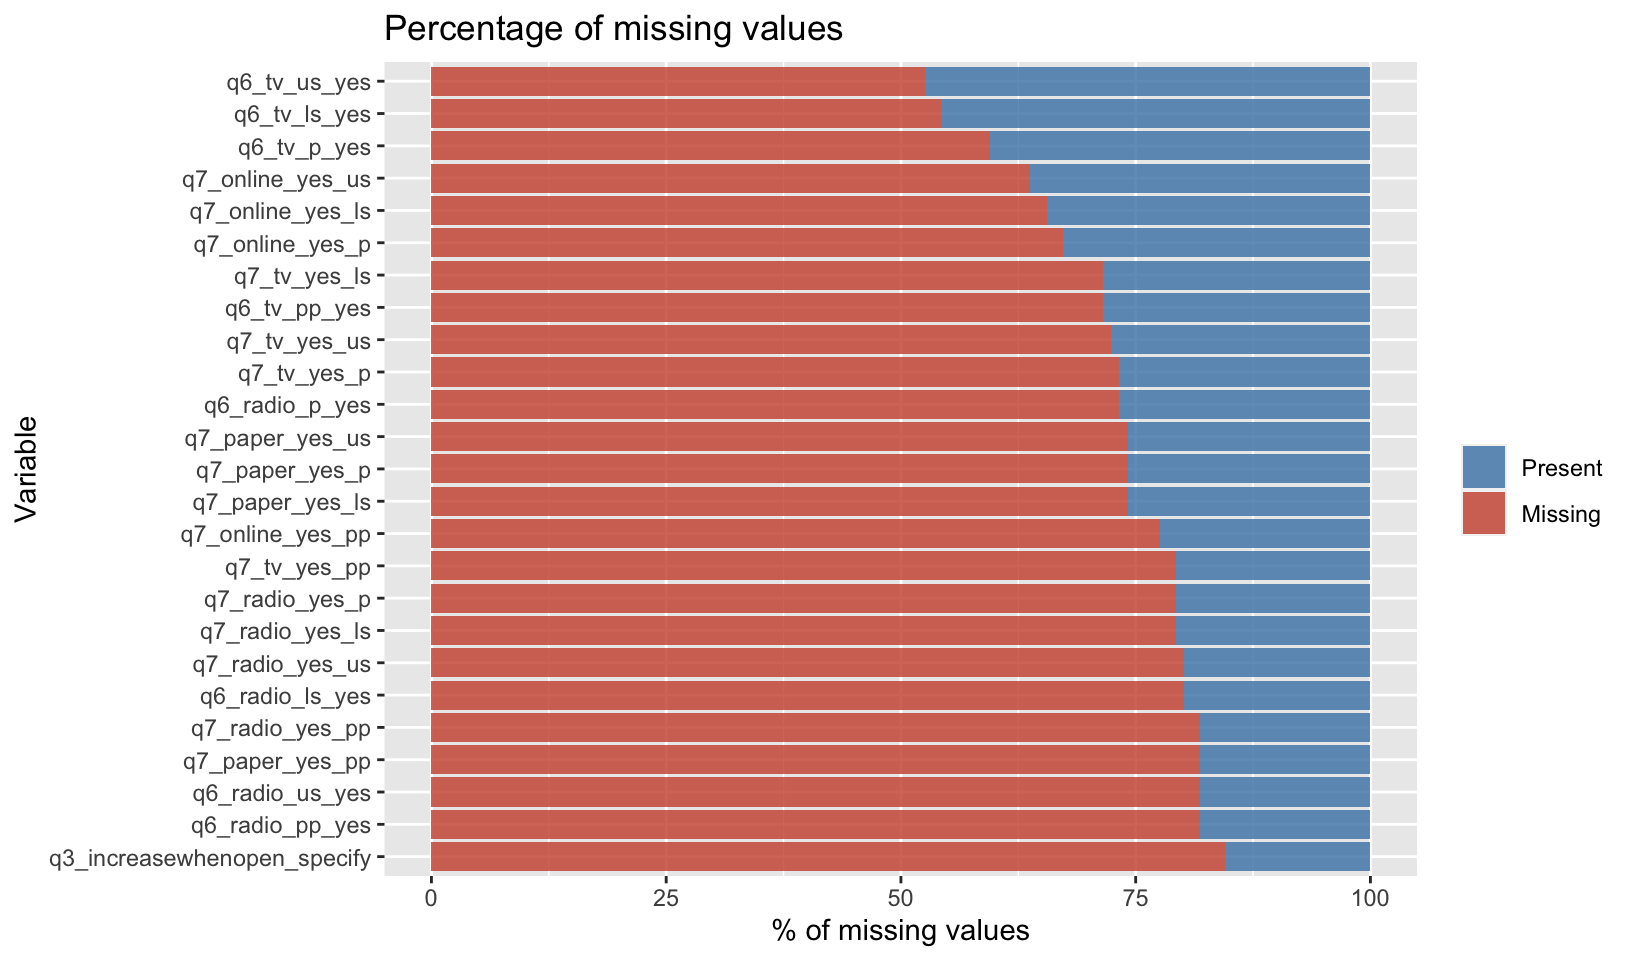 Percentage of missing values
q6_tv_us_yes
q6_tv_ls_yes
q6_tv_p_yes
q7_online_yes_us
q7_online_yes_ls
q7_online_yes_p
q7_tv_yes_ls
q6_tv_pp_yes
q7_tv_yes_us
q7_tv_yes_p
q6_radio_p_yes
q7_paper_yes_us
q7_paper_yes_p
q7_paper_yes_ls
q7_online_yes_pp
q7_tv_yes_pp
q7_radio_yes_p
q7_radio_yes_ls
q7_radio_yes_us
q6_radio_ls_yes
q7_radio_yes_pp
q7_paper_yes_pp
q6_radio_us_yes
q6_radio_pp_yes
q3_increasewhenopen_specify
Variable
0 25 50 75 100
% of missing values
Present
Missing